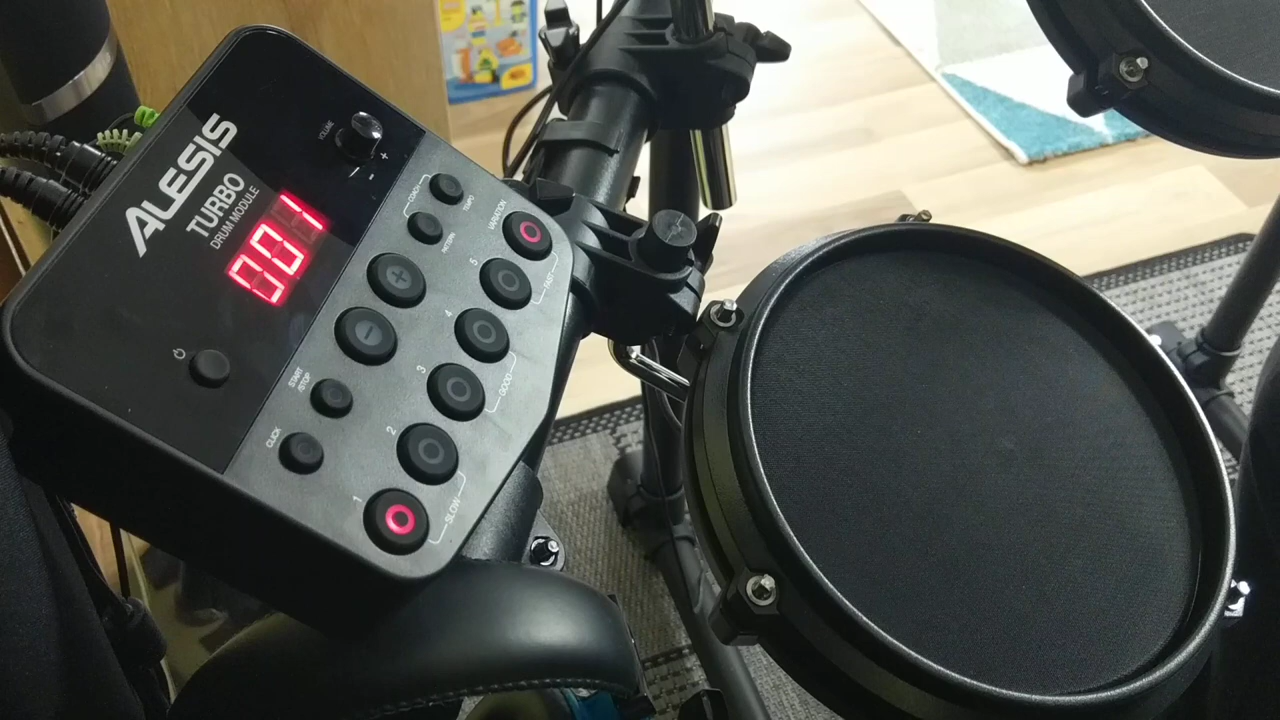 ALESIS
TURBO
DRUM MODULE
001
VOLUME
- +
COACH
TEMPO
PATTERN
VARIATION
+
-
START
/STOP
CLICK
5
4
3
2
1
FAST
GOOD
SLOW